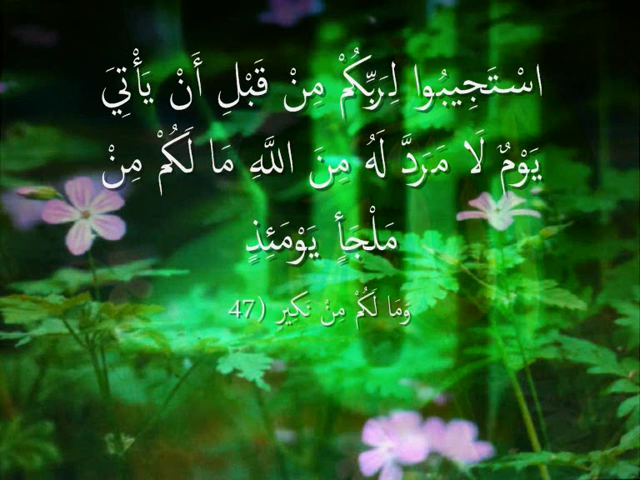 اسْتَجِيبُوا لِرَبِّكُمْ مِنْ قَبْلِ أَنْ يَأْتِيَ
يَوْمٌ لَا مَرَدَّ لَهُ مِنَ اللَّهِ مَا لَكُمْ مِنْ
مَلْجَأٍ يَوْمَئِذٍ
وَمَا لَكُمْ مِنْ نَكِيرٍ (47